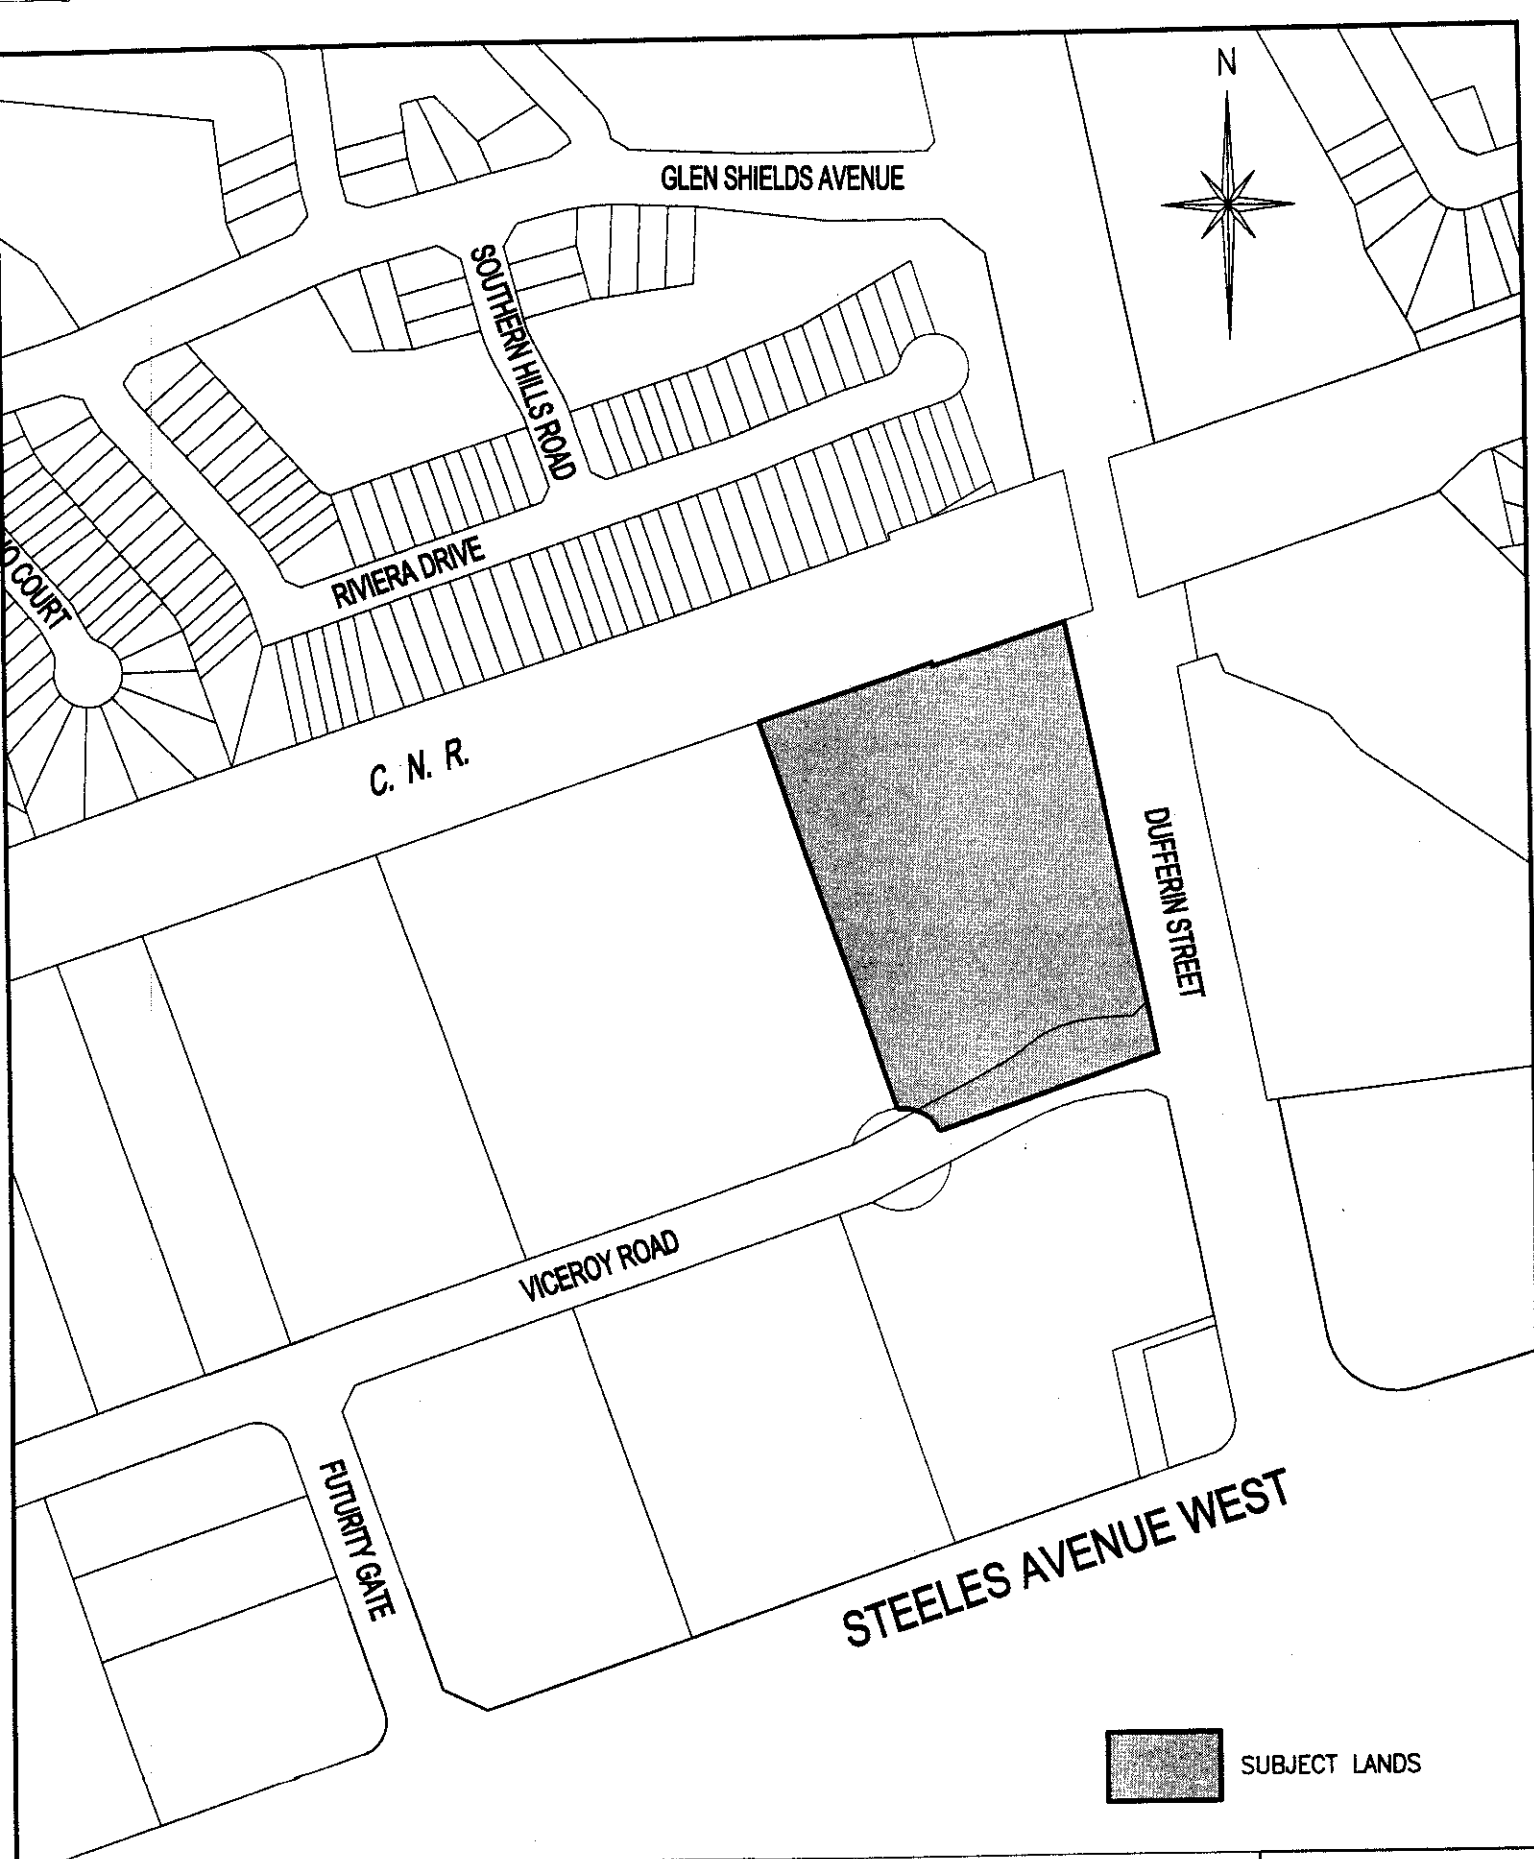 N
GLEN SHIELDS AVENUE
SOUTHERN HILLS ROAD
RIVIERA DRIVE
COURT
C. N. R.
DUFFERIN STREET
VICEROY ROAD
FUTURITY GATE
STEELES AVENUE WEST
SUBJECT LANDS